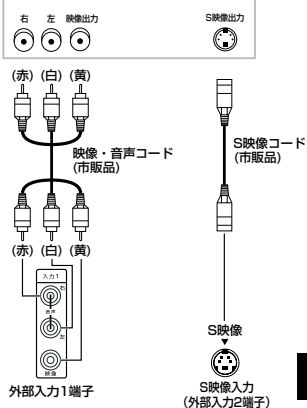 右 左 映像出力 S映像出力
(赤) (白) (黄)
映像・音声コード
(市販品)
S映像コード
(市販品)
(赤) (白) (黄)
入力1
右
音声
左
映像
外部入力1端子
S映像
S映像入力
(外部入力2端子)